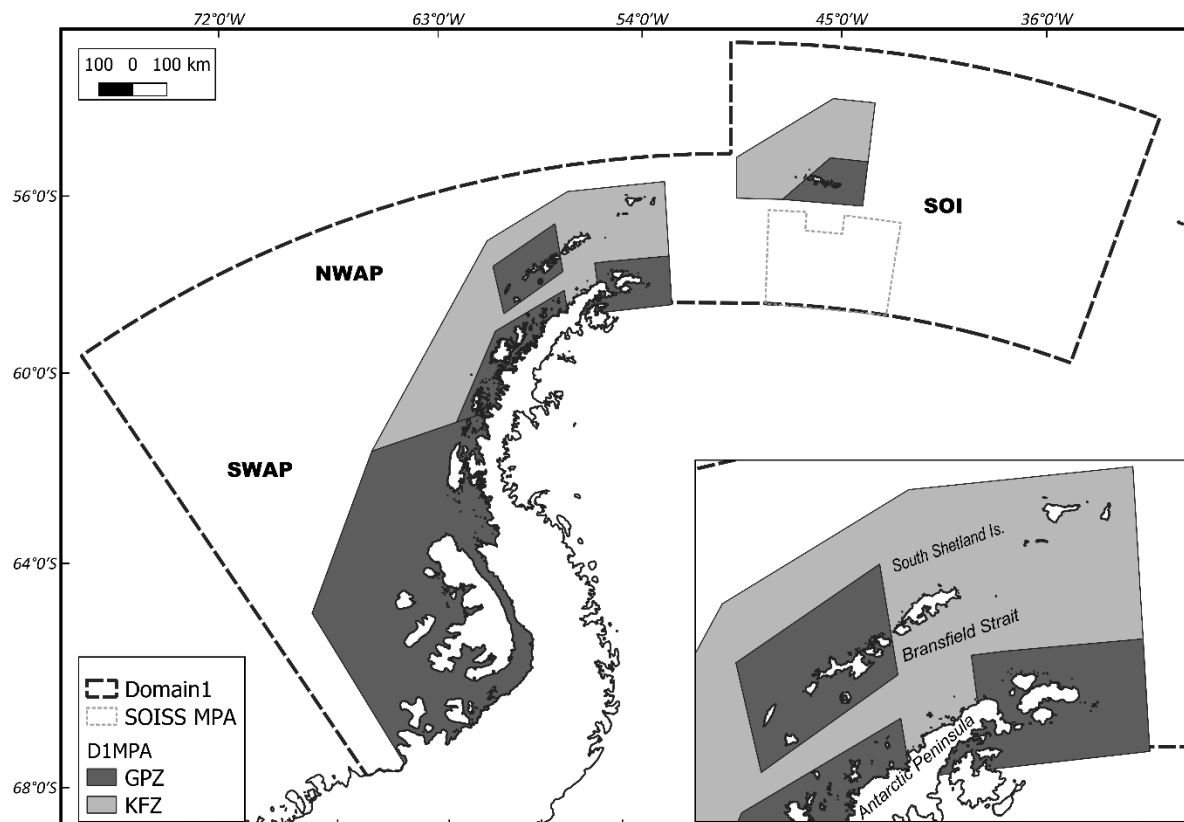 72°0'W 63°0'W 54°0'W 45°0'W 36°0'W
100 0 100 km
56°0'S
SOI
NWAP
60°0'S
SWAP
64°0'S
68°0'S
Domain1
SOISS MPA
D1MPA
GPZ
KFZ
South Shetland Is.
Bransfield Strait
Antarctic Peninsula